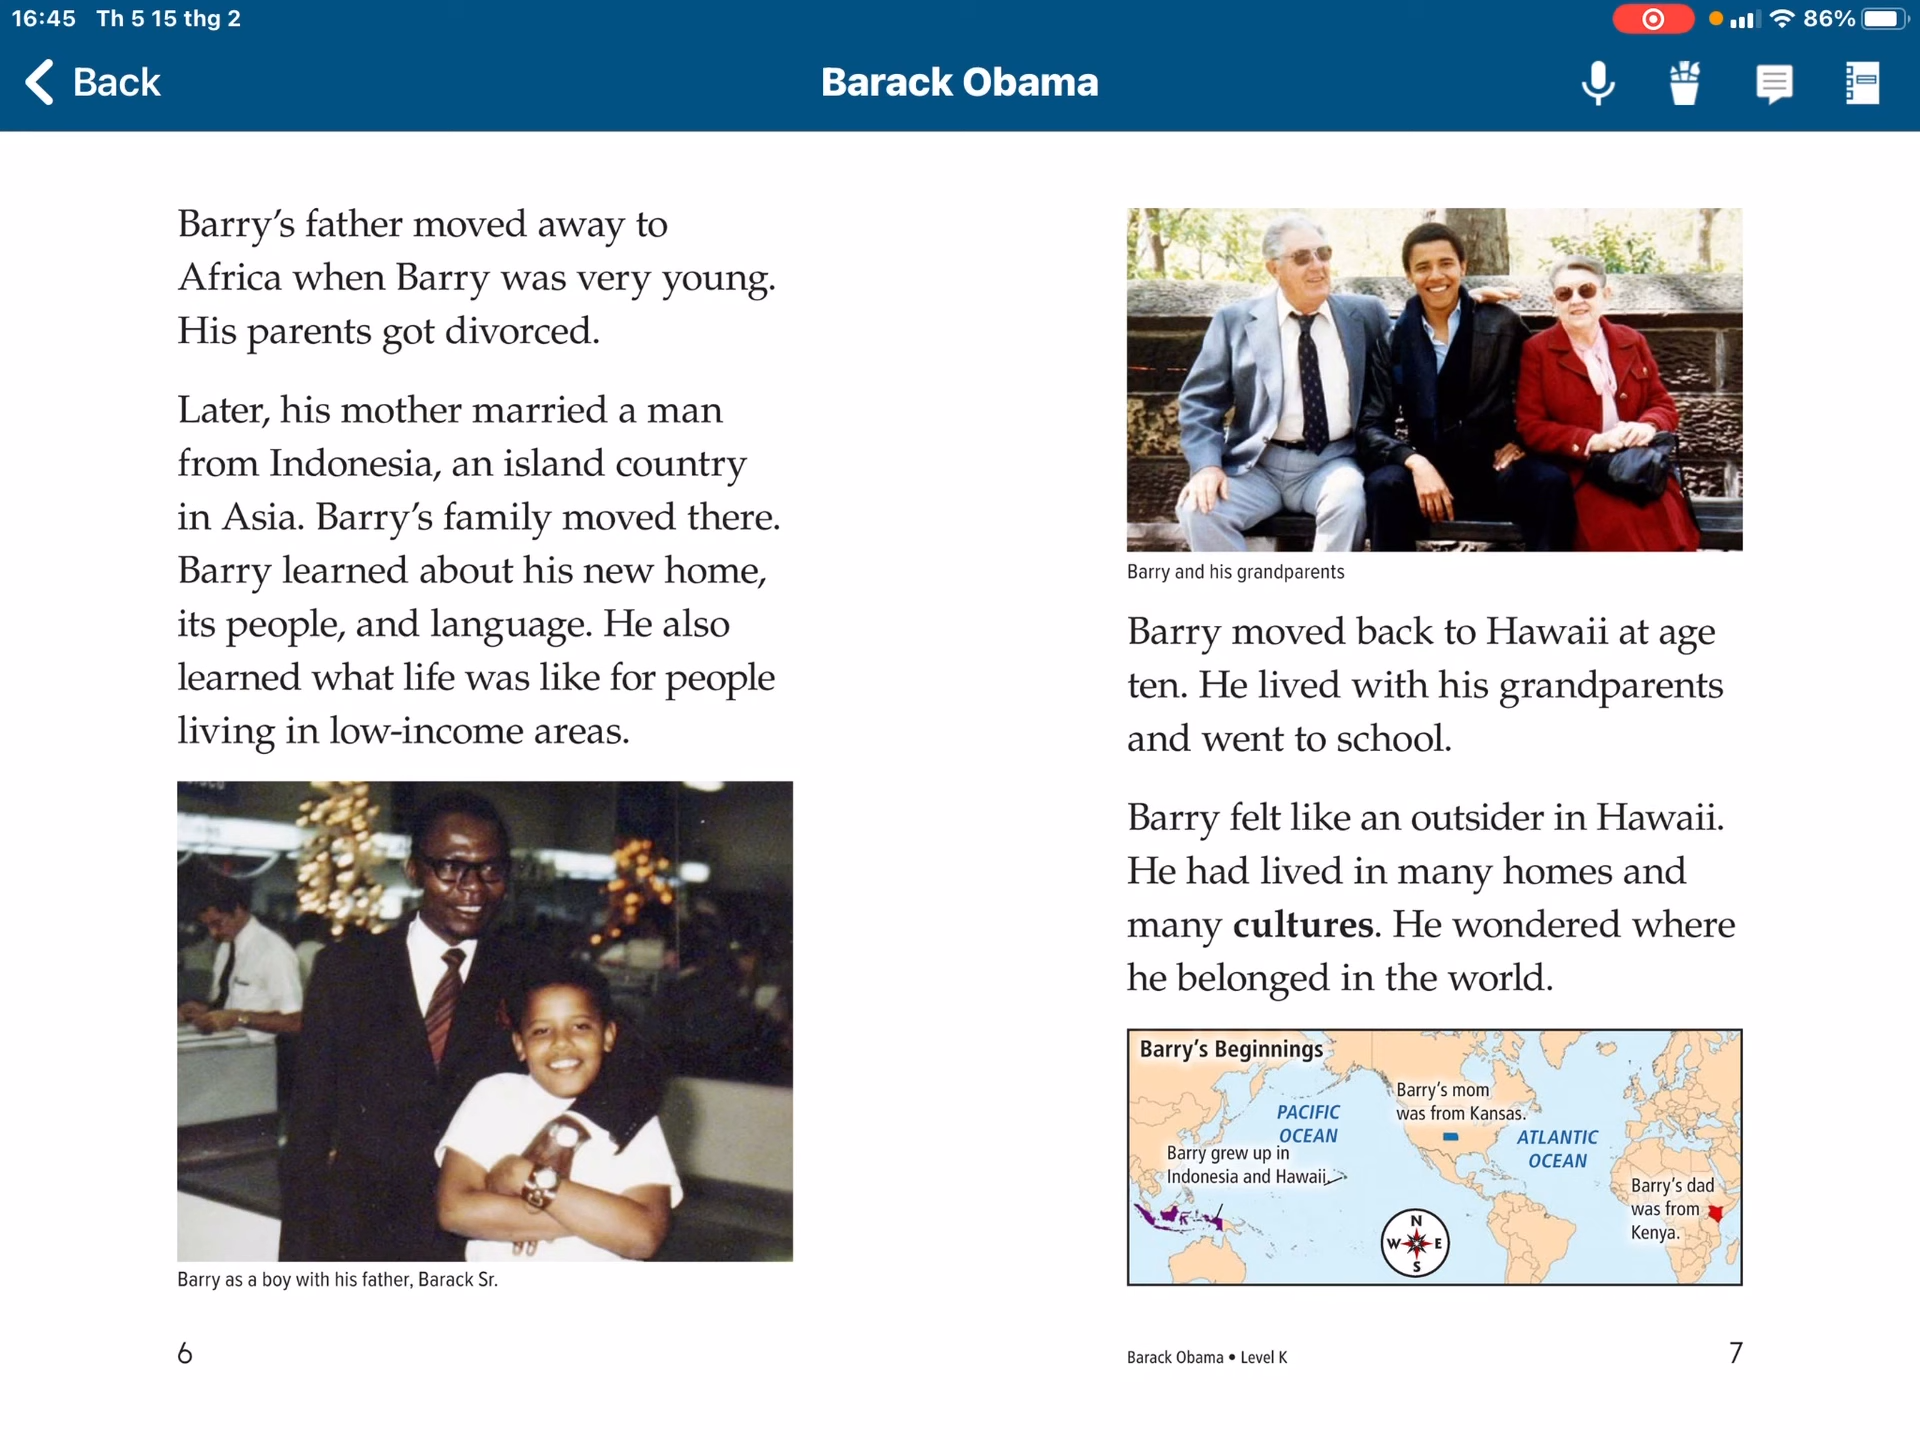 16:45 Th 5 15 thg 2
86%
Back
Barack Obama
Barry's father moved away to
Africa when Barry was very young.
His parents got divorced.
Later, his mother married a man
from Indonesia, an island country
in Asia. Barry's family moved there.
Barry learned about his new home,
its people, and language. He also
learned what life was like for people
living in low-income areas.
Barry as a boy with his father, Barack Sr.
6
Barry and his grandparents
Barry moved back to Hawaii at age
ten. He lived with his grandparents
and went to school.
Barry felt like an outsider in Hawaii.
He had lived in many homes and
many cultures. He wondered where
he belonged in the world.
Barry's Beginnings
Barry's mom
was from Kansas.
PACIFIC
OCEAN
ATLANTIC
OCEAN
Barry grew up in
Indonesia and Hawaii.
Barry's dad
was from
Kenya.
N
W E
S
Barack Obama • Level K
7